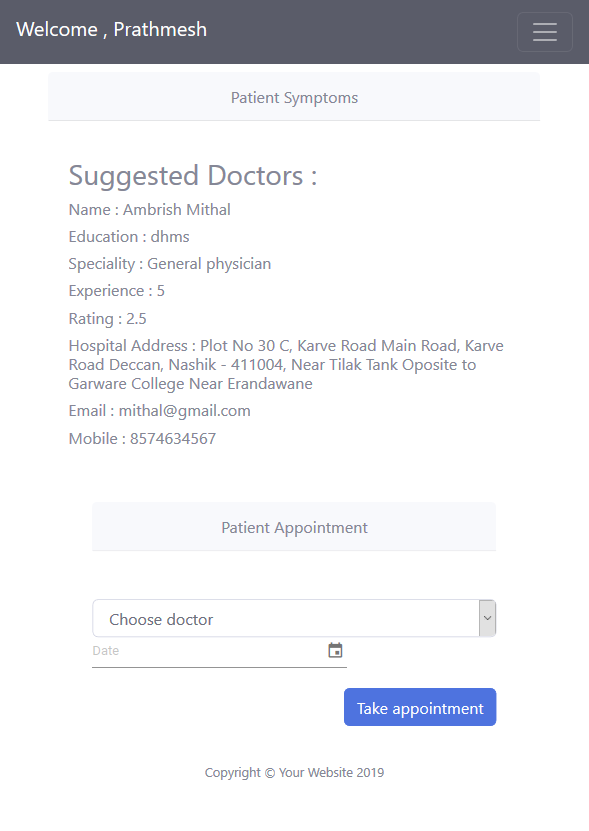 Welcome , Prathmesh
Patient Symptoms
Suggested Doctors :
Name : Ambrish Mithal
Education : dhms
Speciality : General physician
Experience : 5
Rating : 2.5
Hospital Address : Plot No 30 C, Karve Road Main Road, Karve
Road Deccan, Nashik - 411004, Near Tilak Tank Oposite to
Garware College Near Erandawane
Email : mithal@gmail.com
Mobile : 8574634567
Patient Appointment
Choose doctor
Date
Take appointment
Copyright © Your Website 2019